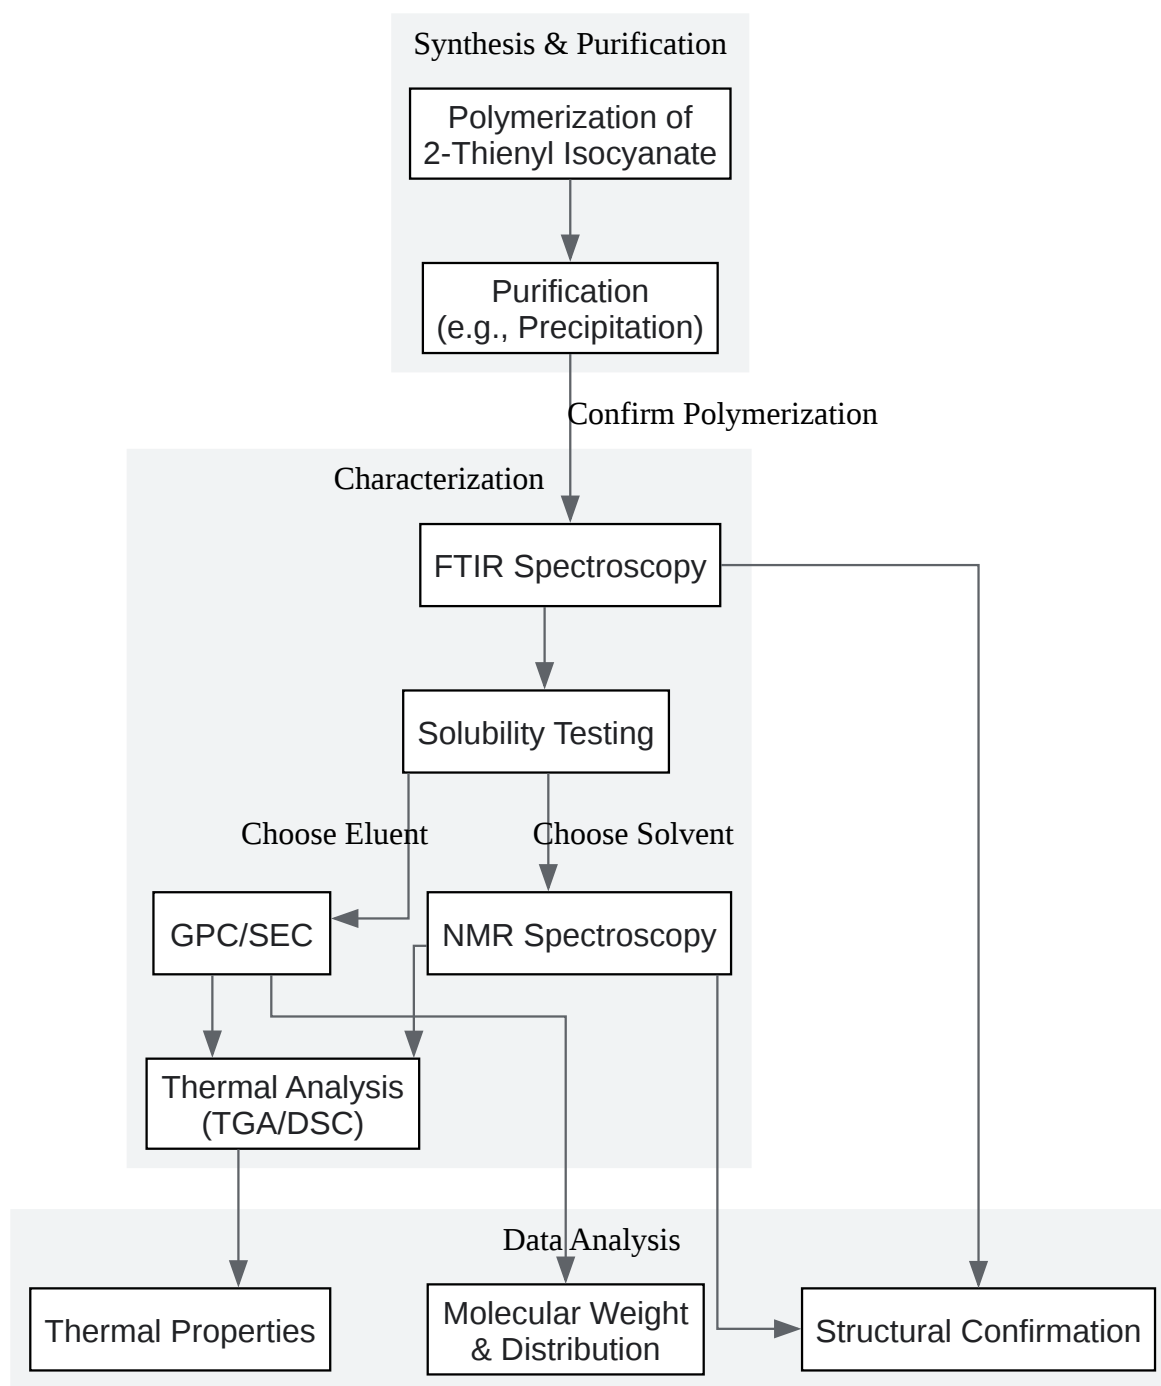 Synthesis & Purification
Polymerization of
2-Thienyl Isocyanate
Purification
(e.g., Precipitation)
Confirm Polymerization
Characterization
FTIR Spectroscopy
Solubility Testing
Choose Eluent
Choose Solvent
GPC/SEC
NMR Spectroscopy
Thermal Analysis
(TGA/DSC)
Data Analysis
Thermal Properties
Molecular Weight
& Distribution
Structural Confirmation